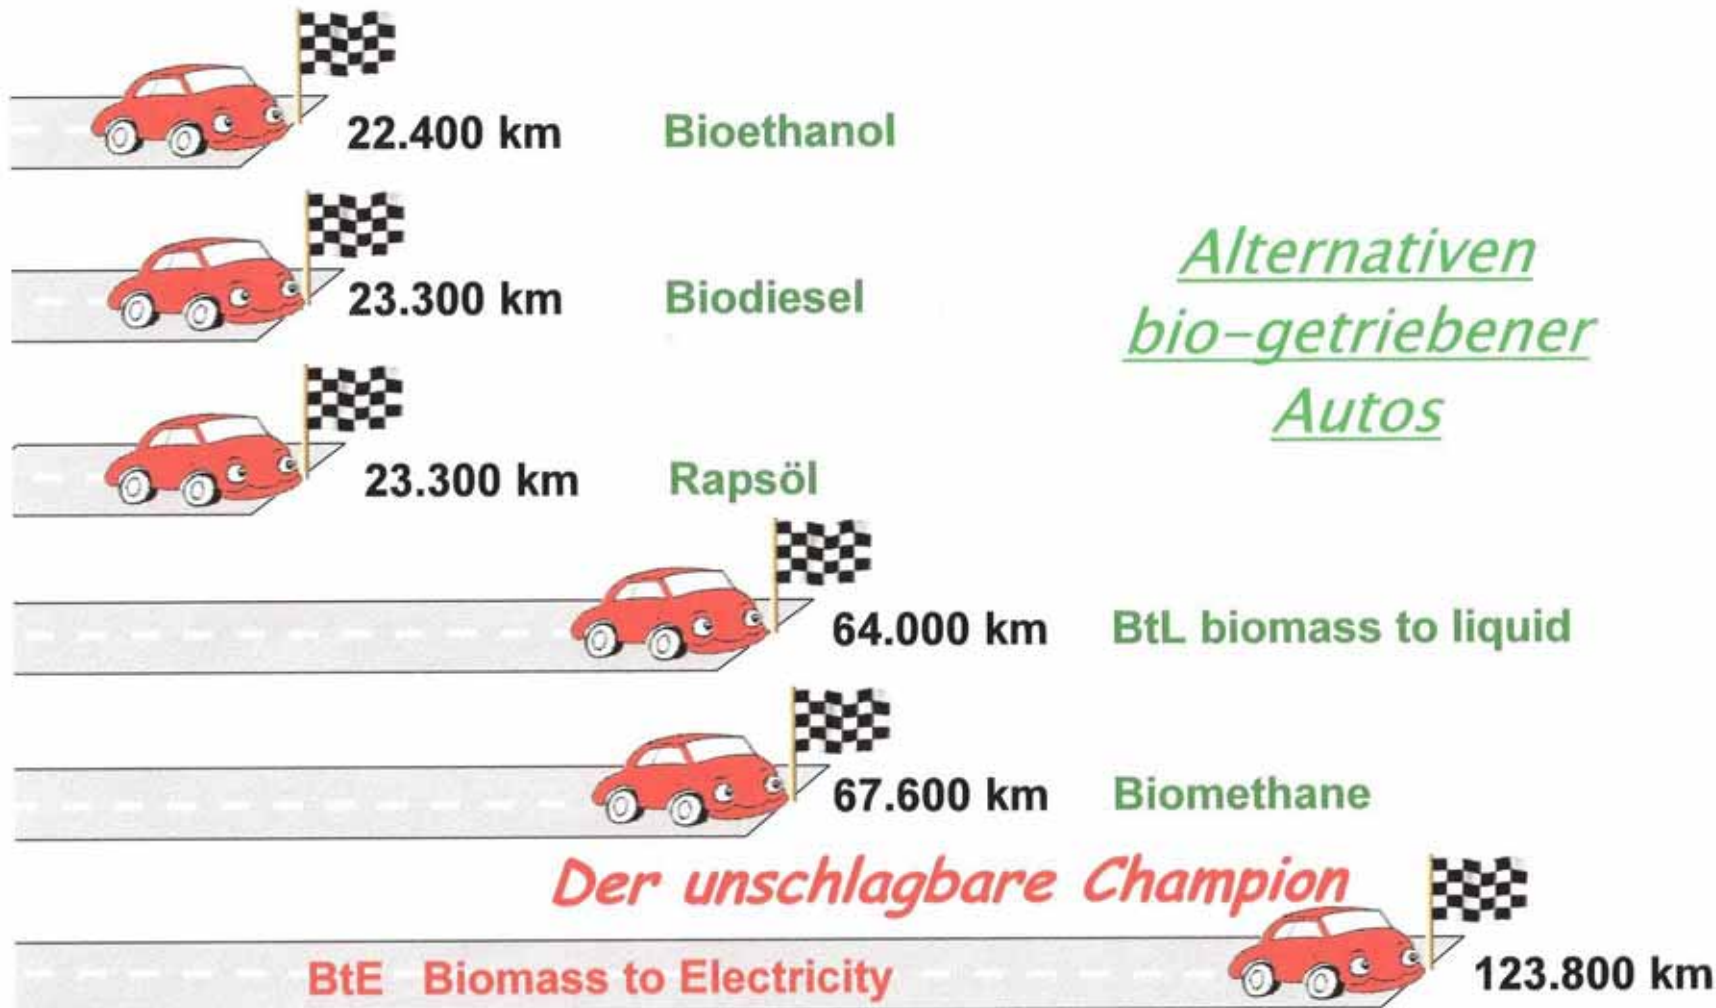 22.400 km Bioethanol
23.300 km Biodiesel
Alternativen
bio-getriebener
Autos
23.300 km Rapsöl
64.000 km BtL biomass to liquid
67.600 km Biomethane
Der unschlagbare Champion
BtE Biomass to Electricity 123.800 km